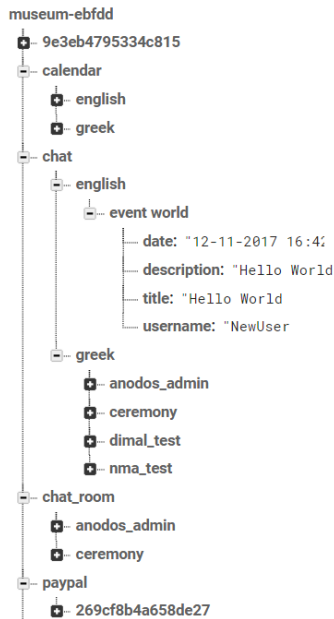 museum-ebfdd
9e3eb4795334c815
calendar
english
greek
chat
english
event world
date: "12-11-2017 16:42
description: "Hello World
title: "Hello World
username: "NewUser
greek
anodos_admin
ceremony
dimal_test
nma_test
chat_room
anodos_admin
ceremony
paypal
269cf8b4a658de27